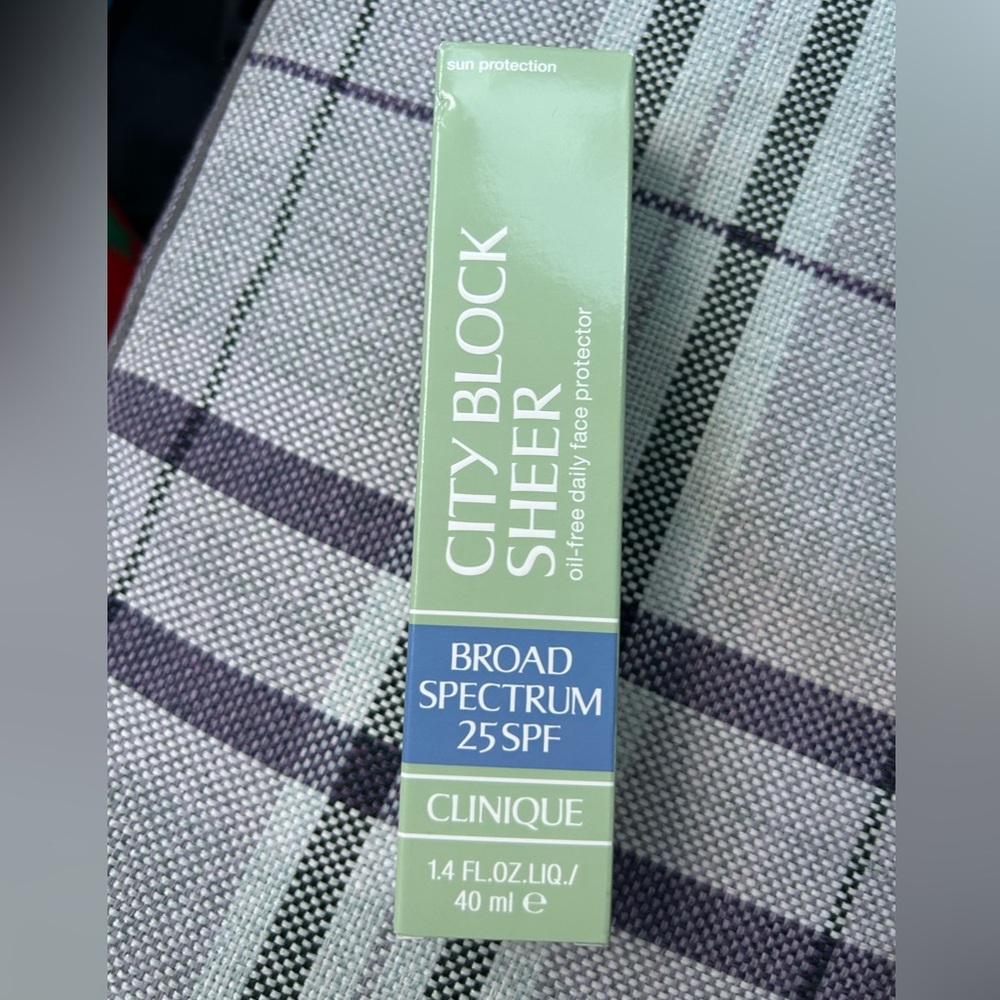 sun protection
CITY BLOCK
SHEER
oil-free daily face protector
BROAD
SPECTRUM
25 SPF
CLINIQUE
1.4 FL.OZ.LIQ./
40 ml ℮